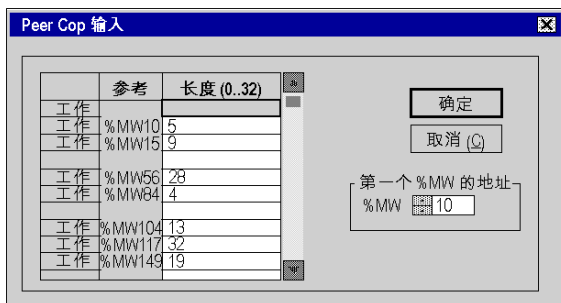 Peer Cop 输入
参考 长度 (0..32)
工作
工作 %MW10 5
工作 %MW15 9
工作 %MW56 28
工作 %MW84 4
工作 %MW104 13
工作 %MW117 32
工作 %MW149 19
确定
取消 (C)
第一个 %MW 的地址
%MW 10